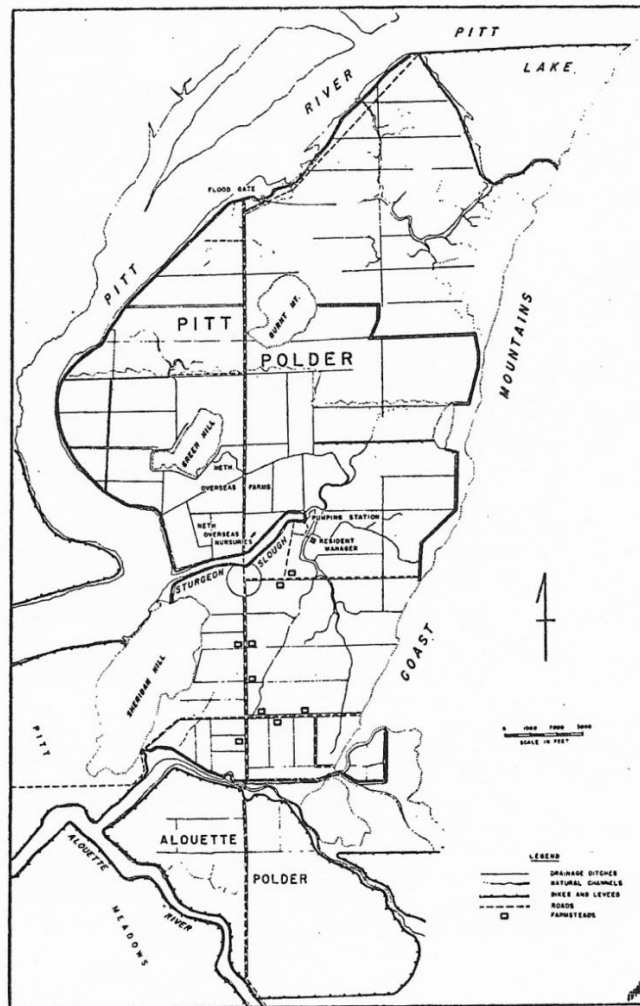 PITT
LAKE
RIVER
FLOOD GATE
PITT
BURNT MT.
PITT
POLDER
MOUNTAINS
GREEN HILL
NETH
OVERSEAS FARMS
NETH
OVERSEAS
NURSERIES
PUMPING STATION
RESIDENT
MANAGER
STURGEON SLOUGH
COAST
SHERIDAN HILL
PITT
SCALE IN FEET
ALOUETTE
POLDER
ALOUETTE
RIVER
MEADOWS
LEGEND
DRAINAGE DITCHES
NATURAL CHANNELS
DIKES AND LEVEES
ROADS
FARMSTEADS